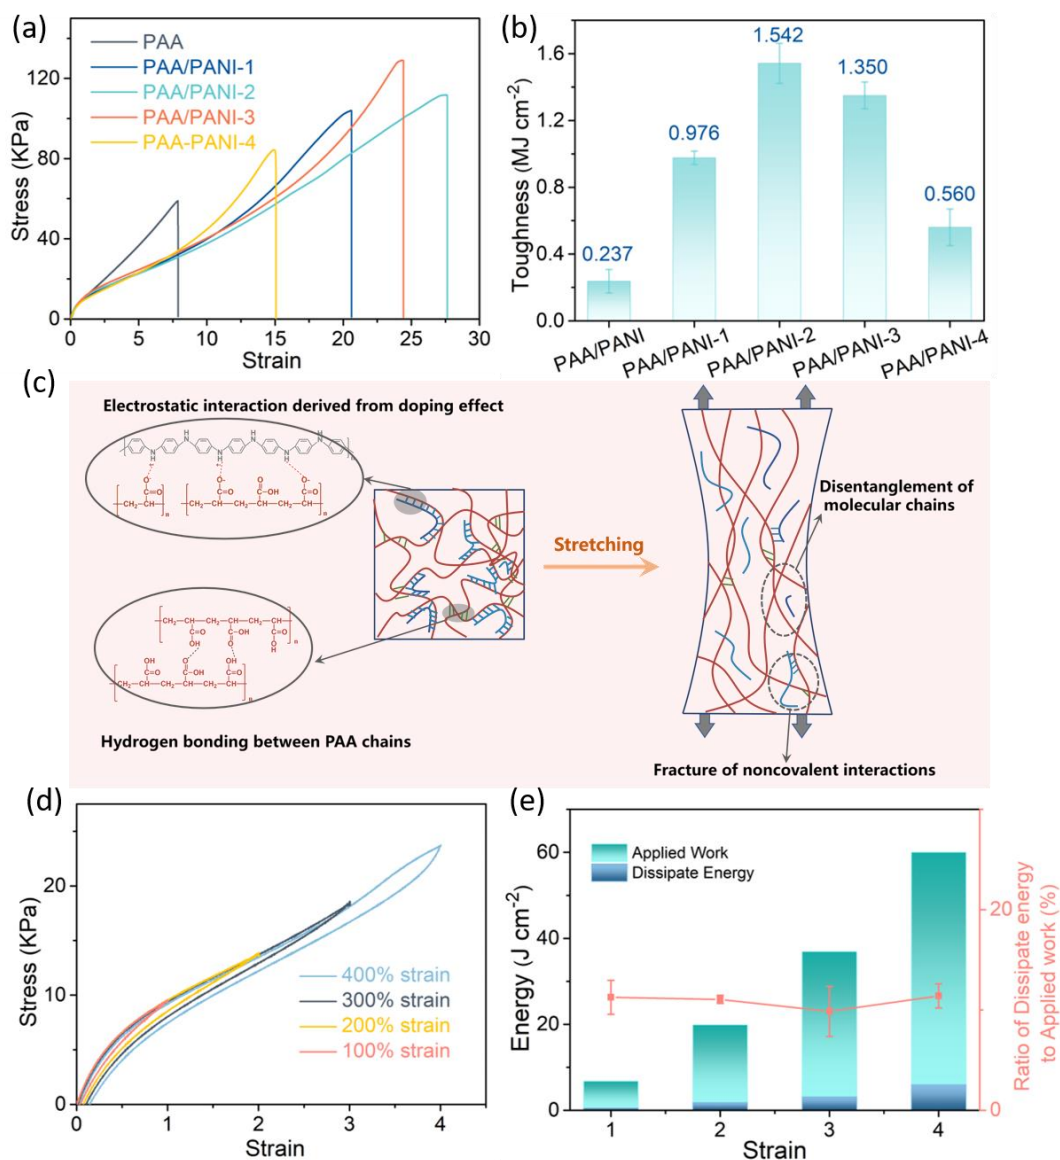 (a)
PAA
PAA/PANI-1
PAA/PANI-2
PAA/PANI-3
PAA-PANI-4
Stress (KPa)
120
80
40
0
0 5 10 15 20 25 30
Strain
(b)
Toughness (MJ cm⁻²)
1.6
1.2
0.8
0.4
0.0
0.237
0.976
1.542
1.350
0.560
PAA/PANI
PAA/PANI-1
PAA/PANI-2
PAA/PANI-3
PAA/PANI-4
(c)
Electrostatic interaction derived from doping effect
Hydrogen bonding between PAA chains
Stretching
Disentanglement of
molecular chains
Fracture of noncovalent interactions
(d)
Stress (KPa)
20
10
0
400% strain
300% strain
200% strain
100% strain
0 1 2 3 4
Strain
(e)
Applied Work
Dissipate Energy
Energy (J cm⁻²)
60
40
20
0
1 2 3 4
Strain
20
0
Ratio of Dissipate energy
to Applied work (%)